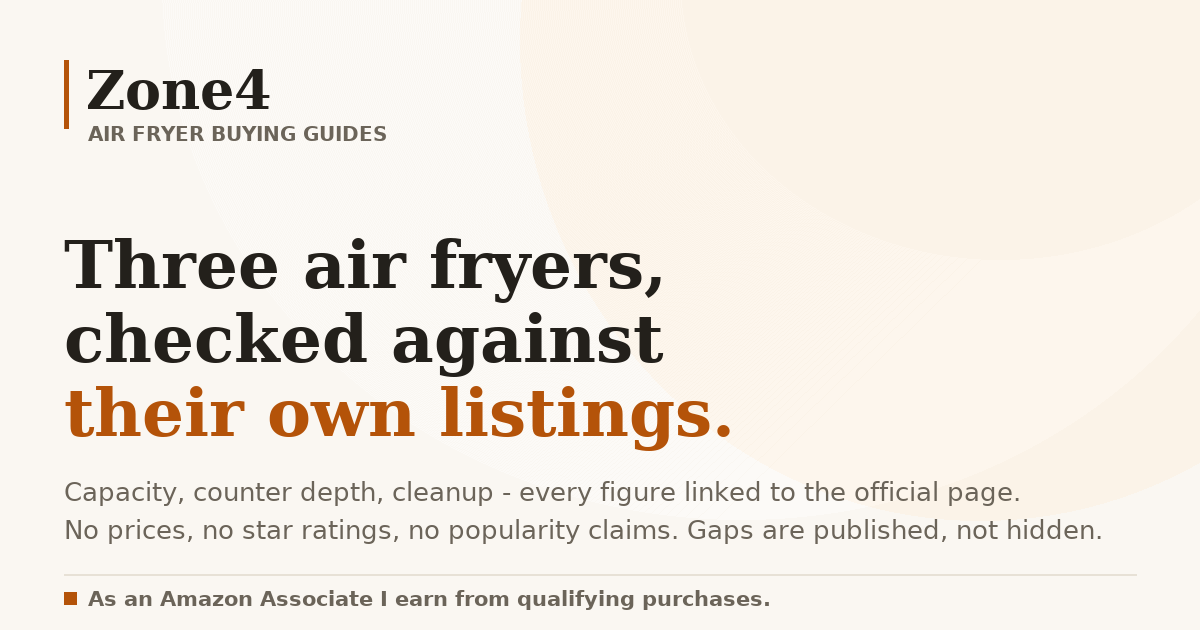 Zone4
AIR FRYER BUYING GUIDES
Three air fryers,
checked against
their own listings.
Capacity, counter depth, cleanup - every figure linked to the official page.
No prices, no star ratings, no popularity claims. Gaps are published, not hidden.
As an Amazon Associate I earn from qualifying purchases.